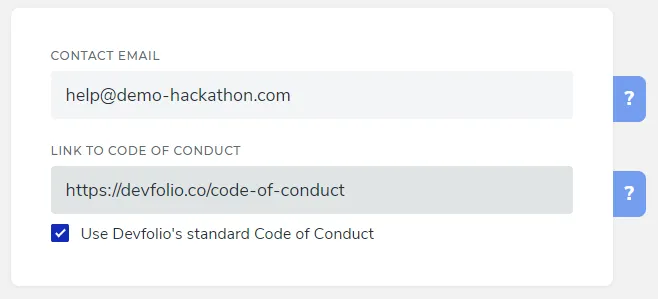 CONTACT EMAIL
help@demo-hackathon.com
?
LINK TO CODE OF CONDUCT
https://devfolio.co/code-of-conduct
?
Use Devfolio's standard Code of Conduct